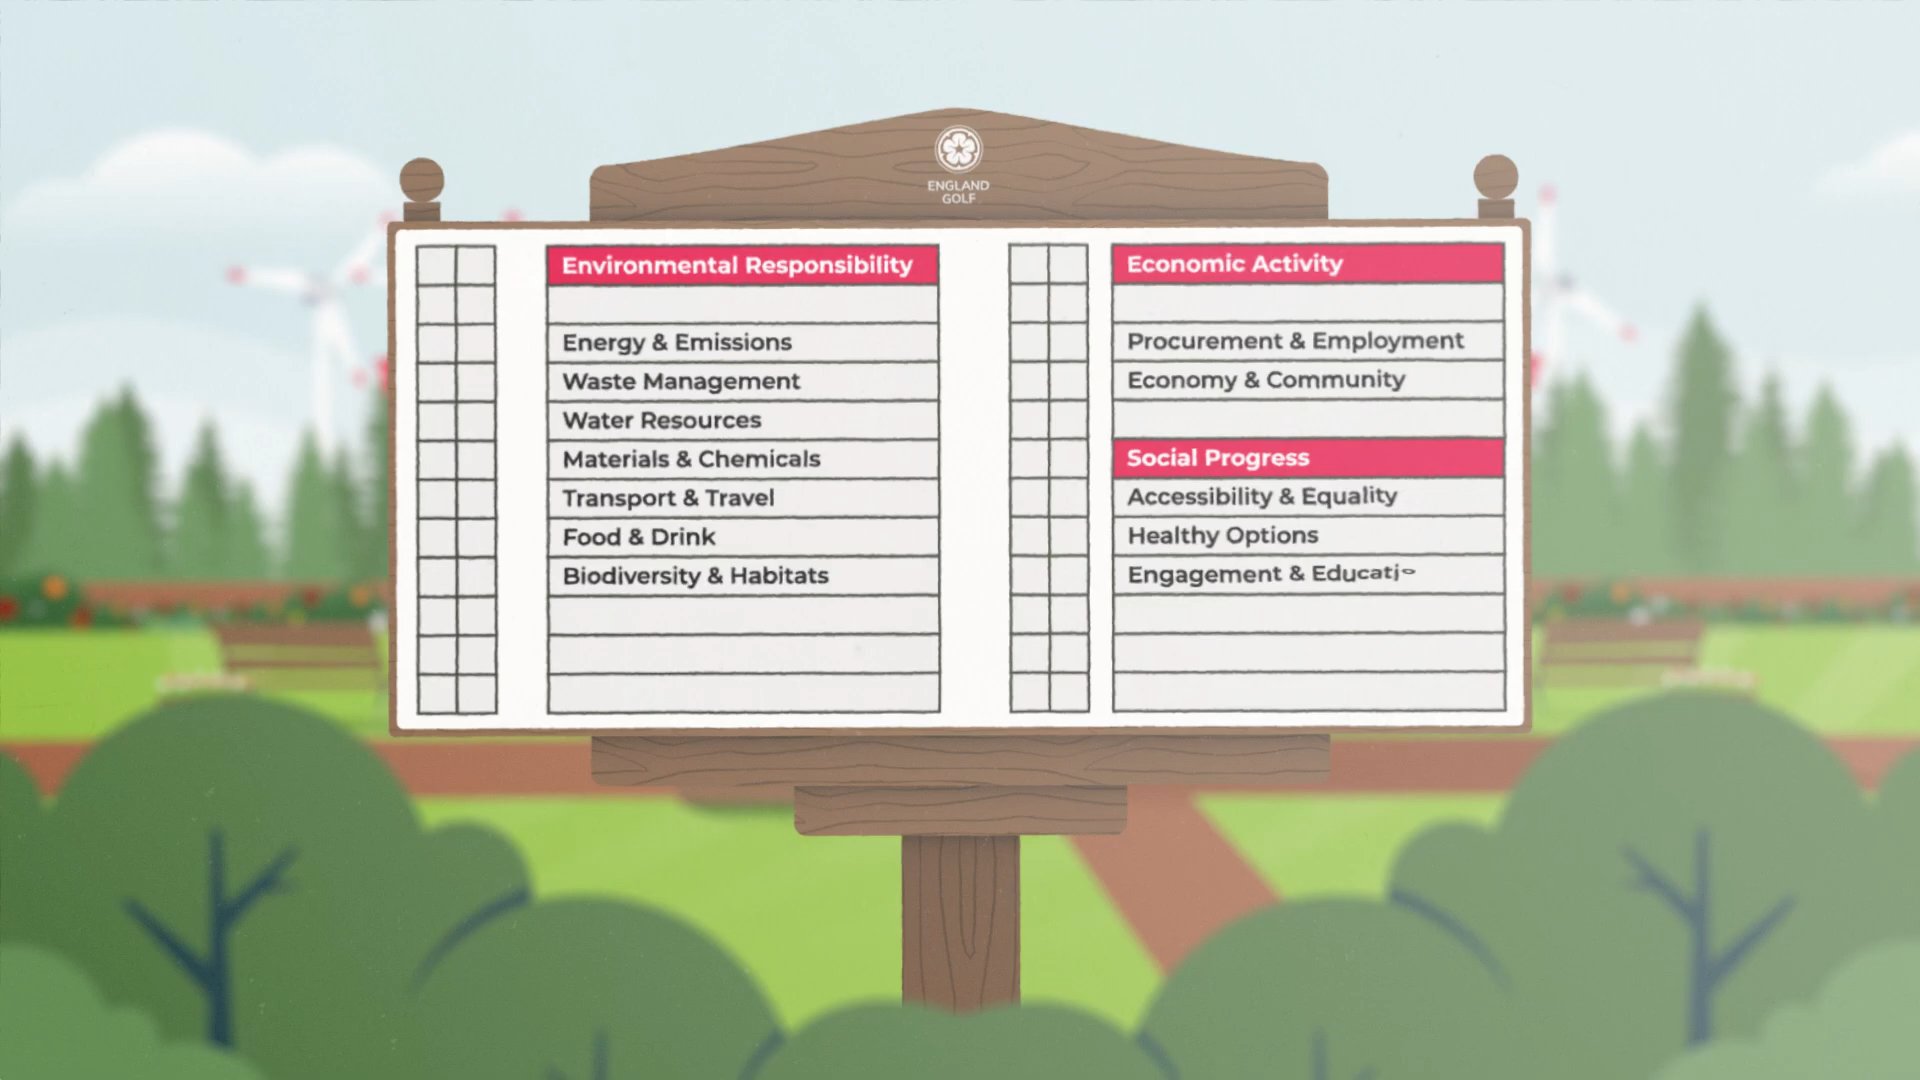 ENGLAND
GOLF
Environmental Responsibility
Energy & Emissions
Waste Management
Water Resources
Materials & Chemicals
Transport & Travel
Food & Drink
Biodiversity & Habitats
Economic Activity
Procurement & Employment
Economy & Community
Social Progress
Accessibility & Equality
Healthy Options
Engagement &